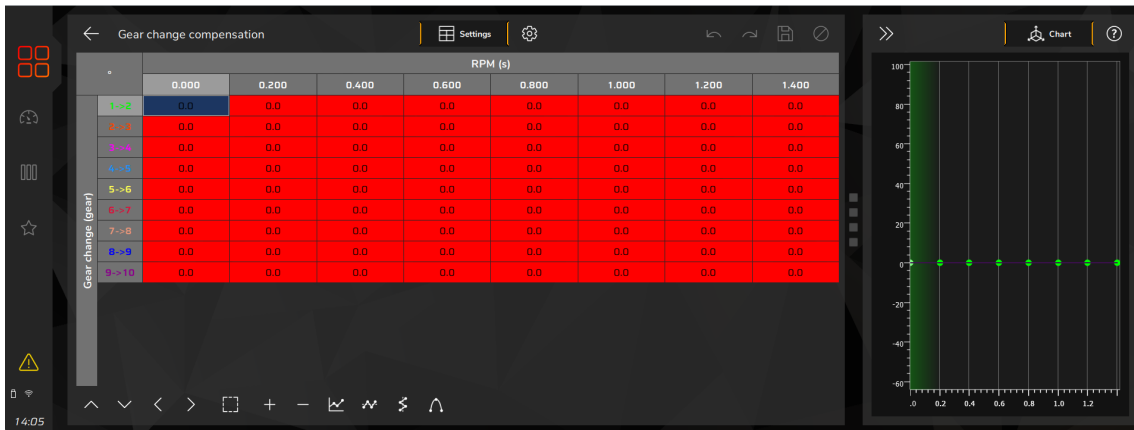 Gear change compensation
Settings
Chart
?
°
RPM (s)
0.000 0.200 0.400 0.600 0.800 1.000 1.200 1.400
Gear change (gear)
1->2 0.0 0.0 0.0 0.0 0.0 0.0 0.0 0.0
2->3 0.0 0.0 0.0 0.0 0.0 0.0 0.0 0.0
3->4 0.0 0.0 0.0 0.0 0.0 0.0 0.0 0.0
4->5 0.0 0.0 0.0 0.0 0.0 0.0 0.0 0.0
5->6 0.0 0.0 0.0 0.0 0.0 0.0 0.0 0.0
6->7 0.0 0.0 0.0 0.0 0.0 0.0 0.0 0.0
7->8 0.0 0.0 0.0 0.0 0.0 0.0 0.0 0.0
8->9 0.0 0.0 0.0 0.0 0.0 0.0 0.0 0.0
9->10 0.0 0.0 0.0 0.0 0.0 0.0 0.0 0.0
14:05
100
80
60
40
20
0
-20
-40
-60
.0 0.2 0.4 0.6 0.8 1.0 1.2